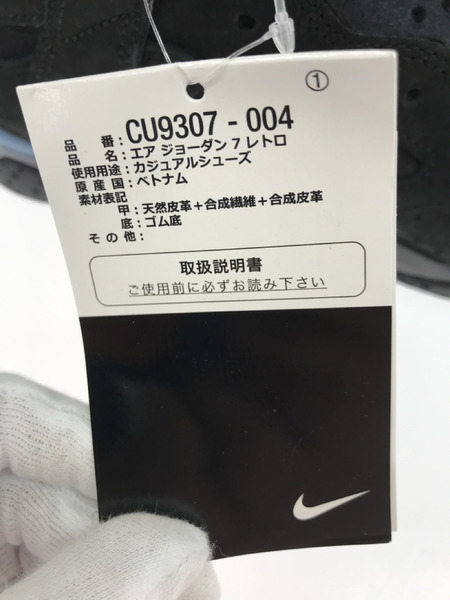 ①
品番：CU9307-004
品名：エア ジョーダン 7 レトロ
使用用途：カジュアルシューズ
原産国：ベトナム
素材表記
甲：天然皮革＋合成繊維＋合成皮革
底：ゴム底
その他：
取扱説明書
ご使用前に必ずお読み下さい